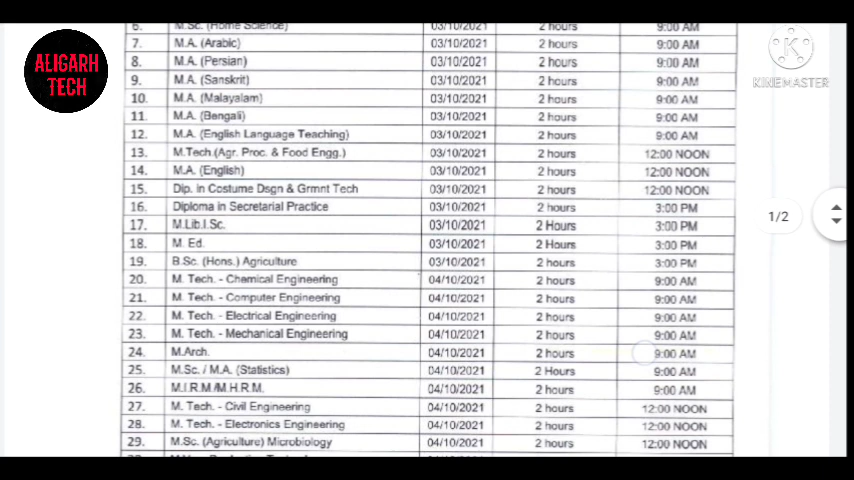 6. M.Sc. (Home Science) 03/10/2021 2 hours 9:00 AM
7. M.A. (Arabic) 03/10/2021 2 hours 9:00 AM
8. M.A. (Persian) 03/10/2021 2 hours 9:00 AM
9. M.A. (Sanskrit) 03/10/2021 2 hours 9:00 AM
10. M.A. (Malayalam) 03/10/2021 2 hours 9:00 AM
11. M.A. (Bengali) 03/10/2021 2 hours 9:00 AM
12. M.A. (English Language Teaching) 03/10/2021 2 hours 9:00 AM
13. M.Tech.(Agr. Proc. & Food Engg.) 03/10/2021 2 hours 12:00 NOON
14. M.A. (English) 03/10/2021 2 hours 12:00 NOON
15. Dip. in Costume Dsgn & Grmnt Tech 03/10/2021 2 hours 12:00 NOON
16. Diploma in Secretarial Practice 03/10/2021 2 hours 3:00 PM
17. M.Lib.I.Sc. 03/10/2021 2 Hours 3:00 PM
18. M. Ed. 03/10/2021 2 Hours 3:00 PM
19. B.Sc. (Hons.) Agriculture 03/10/2021 2 hours 3:00 PM
20. M. Tech. - Chemical Engineering 04/10/2021 2 hours 9:00 AM
21. M. Tech. - Computer Engineering 04/10/2021 2 hours 9:00 AM
22. M. Tech. - Electrical Engineering 04/10/2021 2 hours 9:00 AM
23. M. Tech. - Mechanical Engineering 04/10/2021 2 hours 9:00 AM
24. M.Arch. 04/10/2021 2 hours 9:00 AM
25. M.Sc. / M.A. (Statistics) 04/10/2021 2 Hours 9:00 AM
26. M.I.R.M/M.H.R.M. 04/10/2021 2 hours 9:00 AM
27. M. Tech. - Civil Engineering 04/10/2021 2 hours 12:00 NOON
28. M. Tech. - Electronics Engineering 04/10/2021 2 hours 12:00 NOON
29. M.Sc. (Agriculture) Microbiology 04/10/2021 2 hours 12:00 NOON
ALIGARH
TECH
K
KINEMASTER
1/2